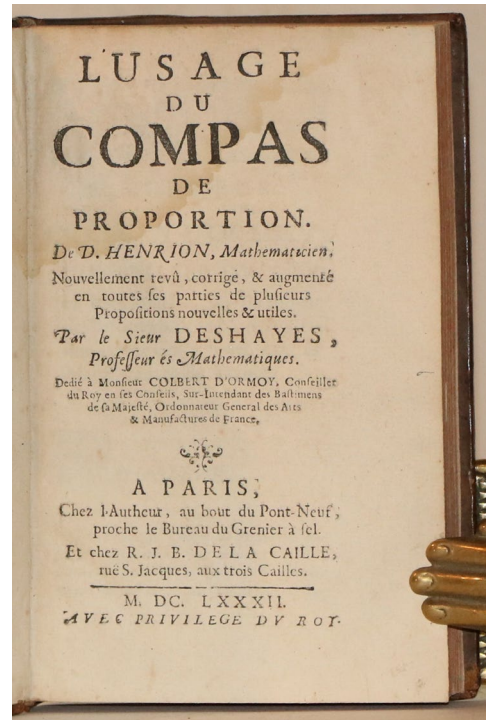 L'USAGE
DU
COMPAS
DE
PROPORTION.
De D. HENRION, Mathematicien,
Nouvellement revû, corrigé, & augmenté
en toutes ſes parties de pluſieurs
Propoſitions nouvelles & utiles.
Par le Sieur DESHAYES,
Profeſſeur és Mathematiques.
Dedié à Monſieur COLBERT D'ORMOY, Conſeiller
du Roy en ſes Conſeils, Sur-Intendant des Baſtimens
de ſa Majeſté, Ordonnateur General des Arts
& Manufactures de France,
A PARIS,
Chez l'Autheur, au bout du Pont-Neuf,
proche le Bureau du Grenier à ſel.
Et chez R. J. B. DE LA CAILLE,
ruë S. Jacques, aux trois Cailles.
M. DC. LXXXII.
AVEC PRIVILEGE DV ROY.